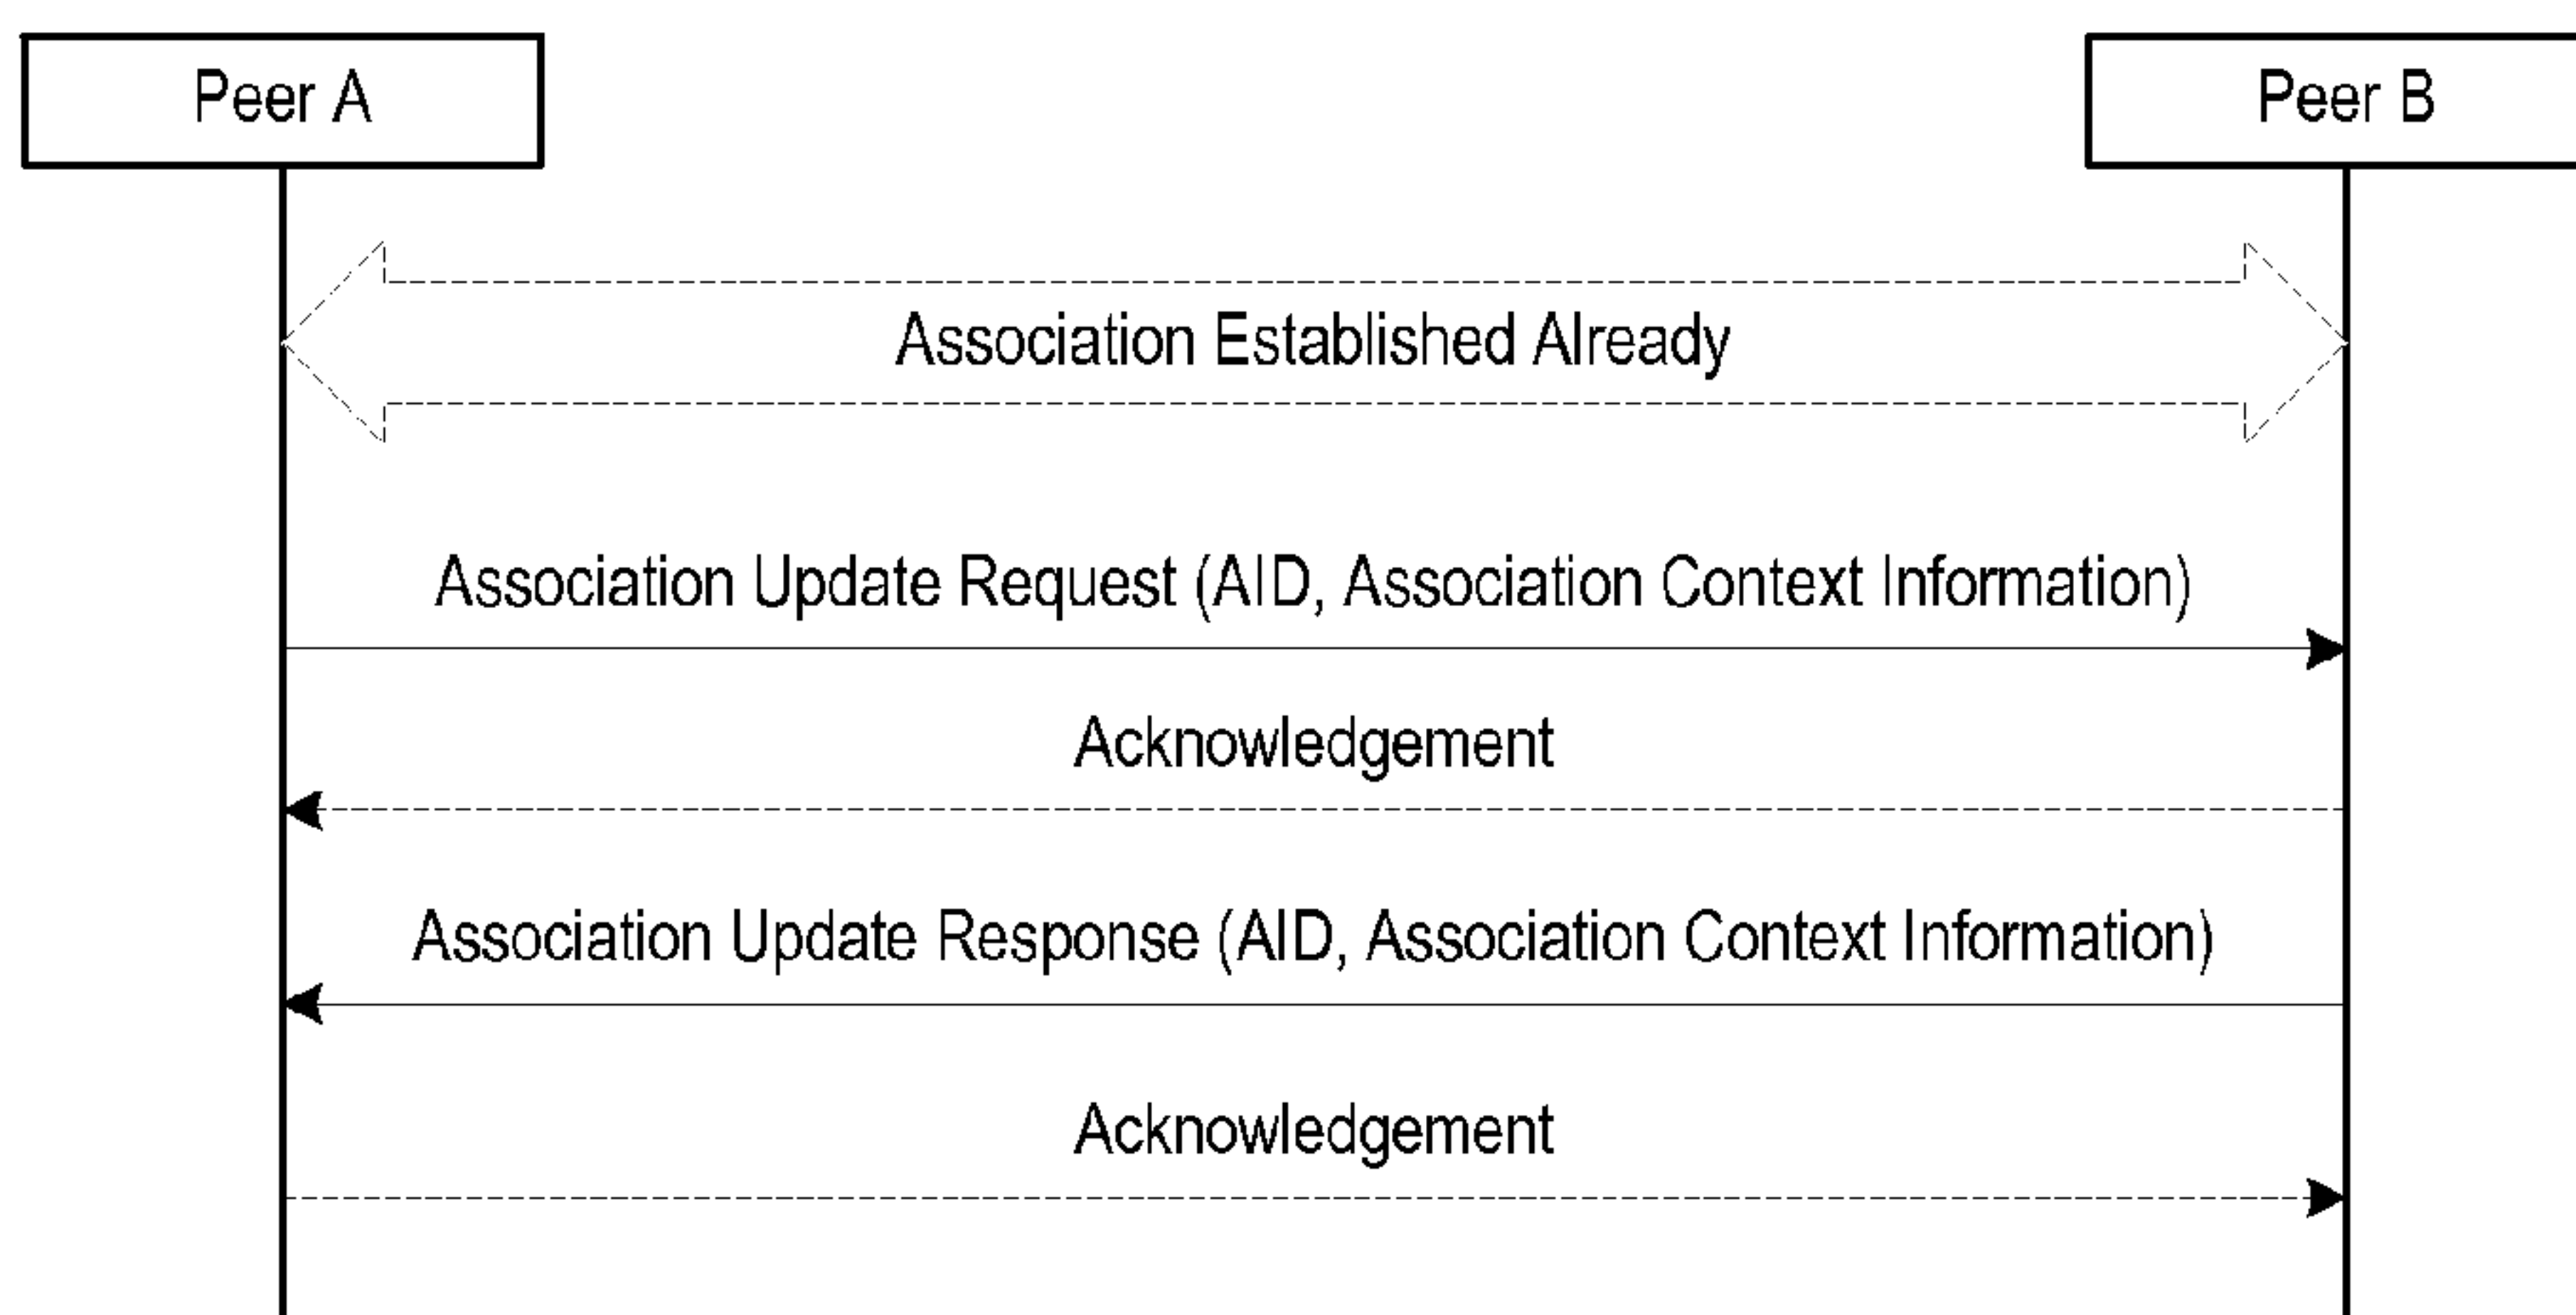 Peer A
Peer B
Association Established Already
Association Update Request (AID, Association Context Information)
Acknowledgement
Association Update Response (AID, Association Context Information)
Acknowledgement